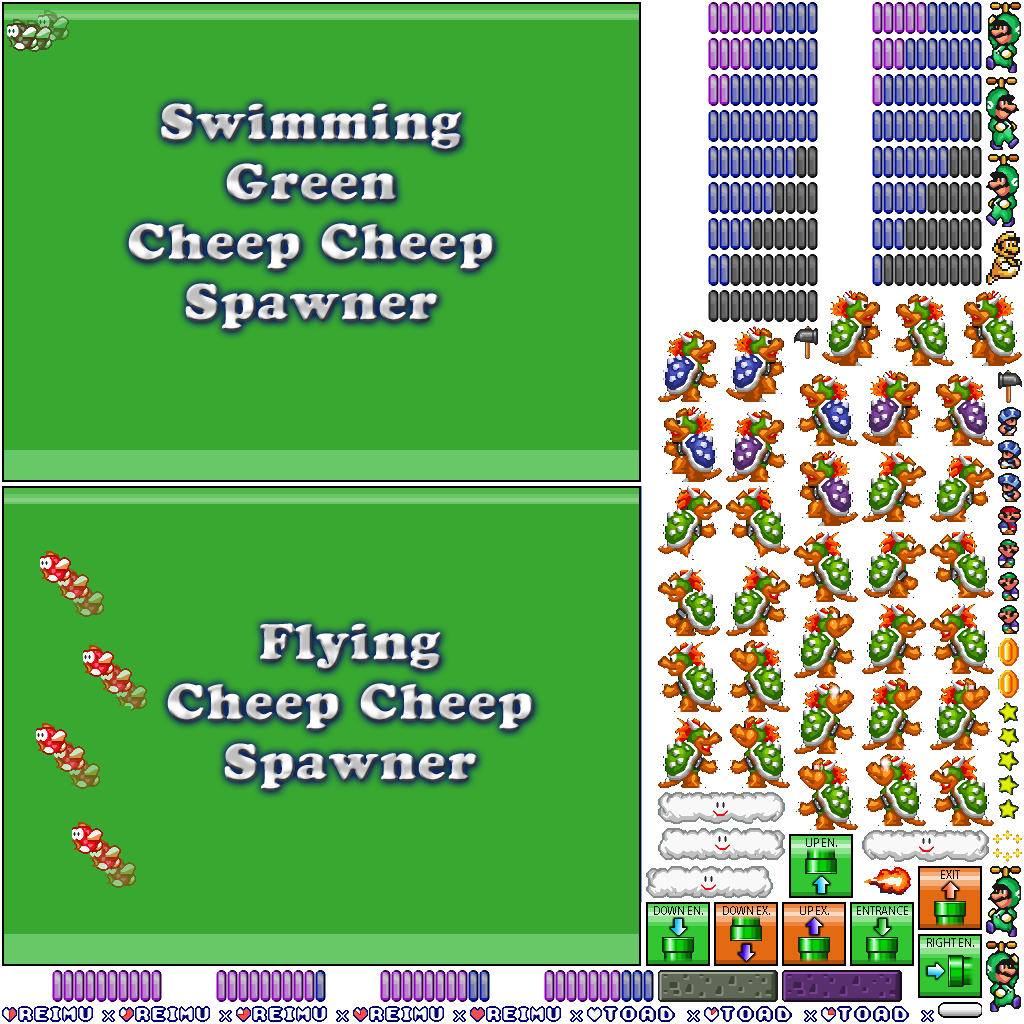 Swimming
Green
Cheep Cheep
Spawner
Flying
Cheep Cheep
Spawner
UP EN.
EXIT
DOWN EN.
DOWN EX.
UP EX.
ENTRANCE
RIGHT EN.
REIMU × REIMU × REIMU × REIMU × REIMU × TOAD × TOAD × TOAD ×